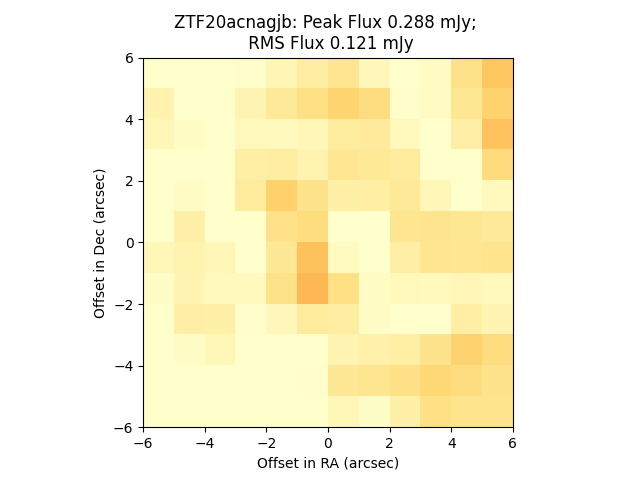 ZTF20acnagjb: Peak Flux 0.288 mJy;
RMS Flux 0.121 mJy
Offset in Dec (arcsec)
6
4
2
0
−2
−4
−6
−6 −4 −2 0 2 4 6
Offset in RA (arcsec)